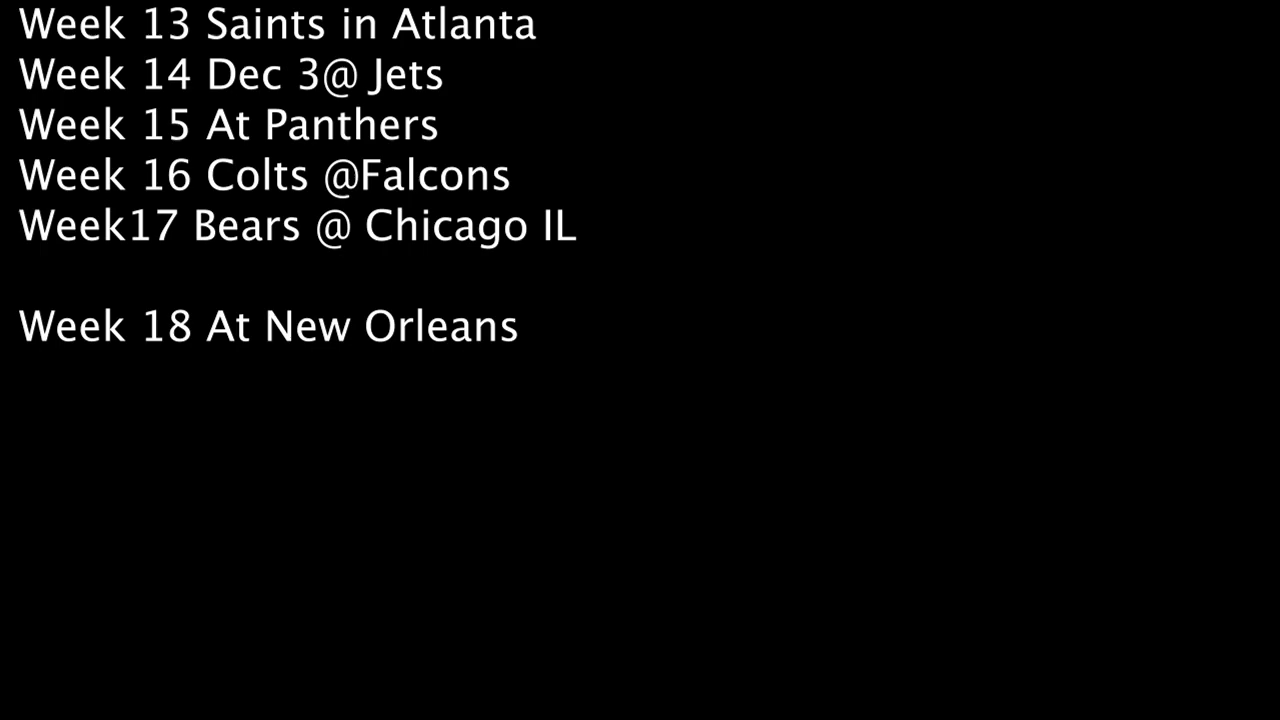 Week 13 Saints in Atlanta
Week 14 Dec 3@ Jets
Week 15 At Panthers
Week 16 Colts @Falcons
Week17 Bears @ Chicago IL
Week 18 At New Orleans